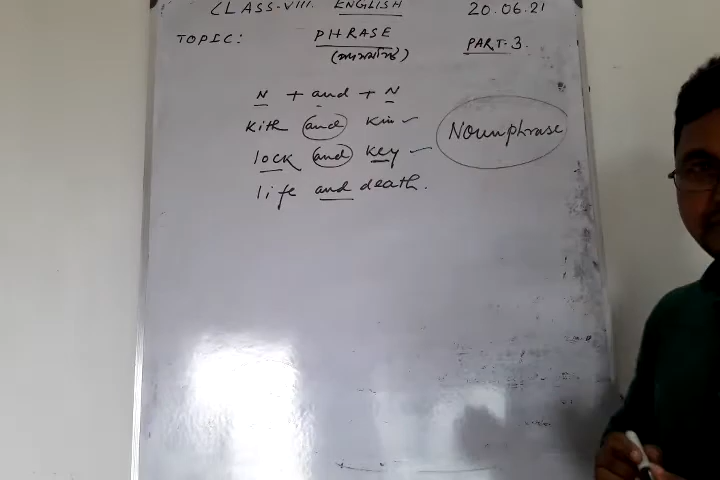 CLASS-VIII. ENGLISH 20.06.21
TOPIC: PHRASE PART-3.
N + and + N
Kith and Kin
lock and key
life and death.
Nounphrase